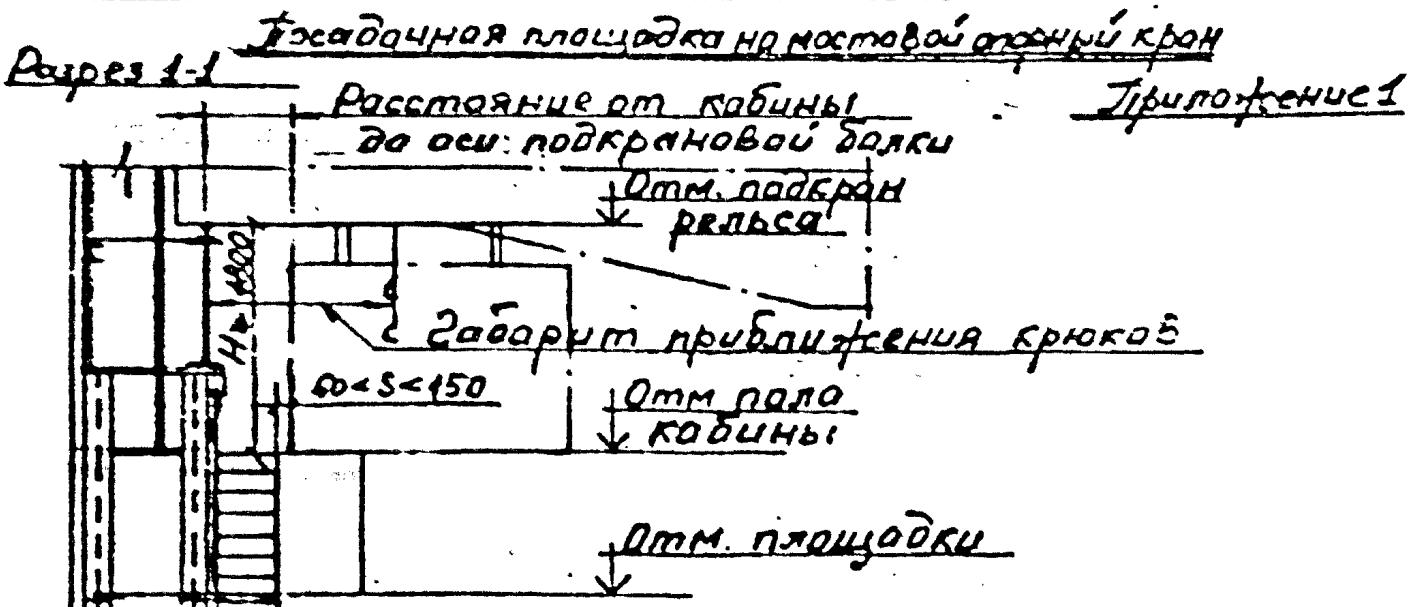 Посадочная площадка на мостовой опорный кран
Разрез 1-1
Приложение 1
Расстояние от кабины
до оси подкрановой балки
Отм. подкран
рельса
H≥1800
Габарит приближения крюков
60<S<150
Отм пола
кабины
Отм. площадки